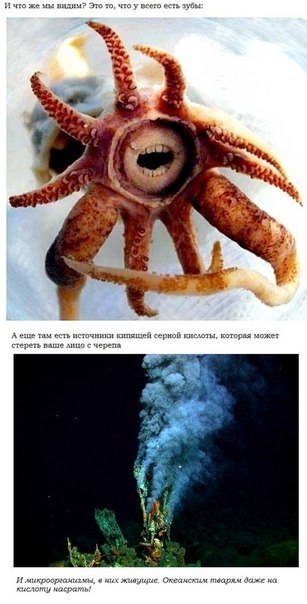 И что же мы видим? Это то, что у всего есть зубы:
А еще там есть источники кипящей серной кислоты, которая может
стереть ваше лицо с черепа
И микроорганизмы, в них живущие. Океанским тварям даже на
кислоту насрать!